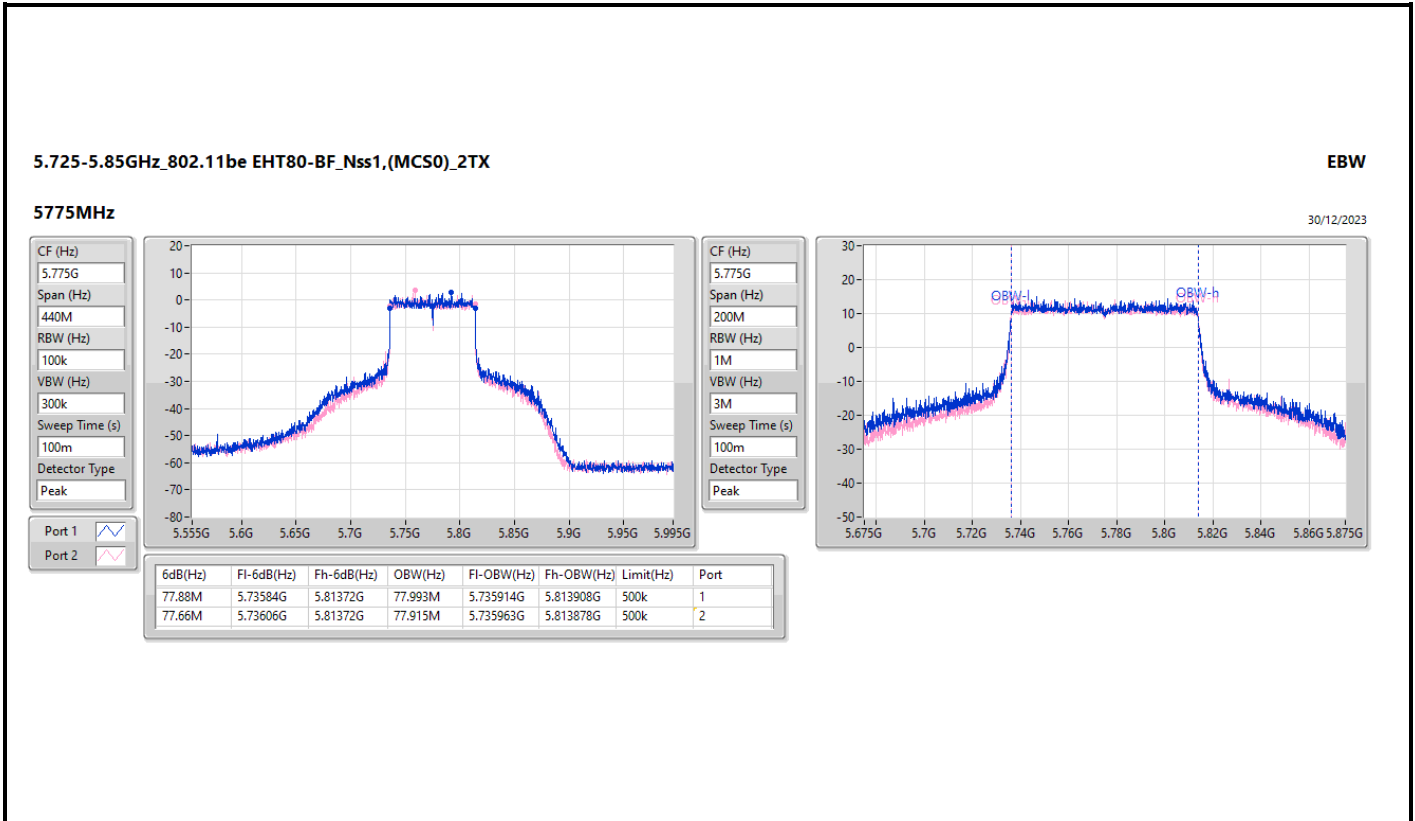 5.725-5.85GHz_802.11be EHT80-BF_Nss1,(MCS0)_2TX
EBW
5775MHz
30/12/2023
CF (Hz)
5.775G
Span (Hz)
440M
RBW (Hz)
100k
VBW (Hz)
300k
Sweep Time (s)
100m
Detector Type
Peak
Port 1
Port 2
20
10
0
-10
-20
-30
-40
-50
-60
-70
-80
5.555G 5.6G 5.65G 5.7G 5.75G 5.8G 5.85G 5.9G 5.95G 5.995G
CF (Hz)
5.775G
Span (Hz)
200M
RBW (Hz)
1M
VBW (Hz)
3M
Sweep Time (s)
100m
Detector Type
Peak
30
20
10
0
-10
-20
-30
-40
-50
OBW-l OBW-h
5.675G 5.7G 5.72G 5.74G 5.76G 5.78G 5.8G 5.82G 5.84G 5.86G 5.875G
6dB(Hz) Fl-6dB(Hz) Fh-6dB(Hz) OBW(Hz) Fl-OBW(Hz) Fh-OBW(Hz) Limit(Hz) Port
77.88M 5.73584G 5.81372G 77.993M 5.735914G 5.813908G 500k 1
77.66M 5.73606G 5.81372G 77.915M 5.735963G 5.813878G 500k 2